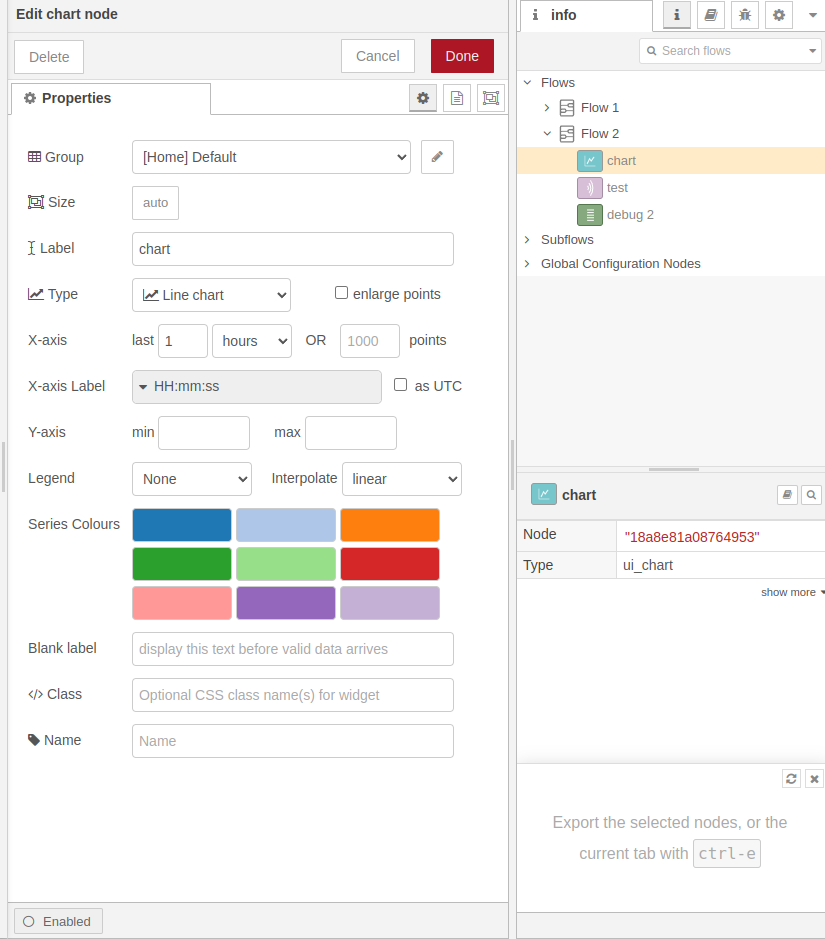 Edit chart node
Delete
Cancel
Done
Properties
Group
[Home] Default
Size
auto
Label
chart
Type
Line chart
enlarge points
X-axis
last
1
hours
OR
1000
points
X-axis Label
HH:mm:ss
as UTC
Y-axis
min
max
Legend
None
Interpolate
linear
Series Colours
Blank label
display this text before valid data arrives
Class
Optional CSS class name(s) for widget
Name
Name
Enabled
info
Search flows
Flows
Flow 1
Flow 2
chart
test
debug 2
Subflows
Global Configuration Nodes
chart
Node
"18a8e81a08764953"
Type
ui_chart
show more
Export the selected nodes, or the
current tab with ctrl-e